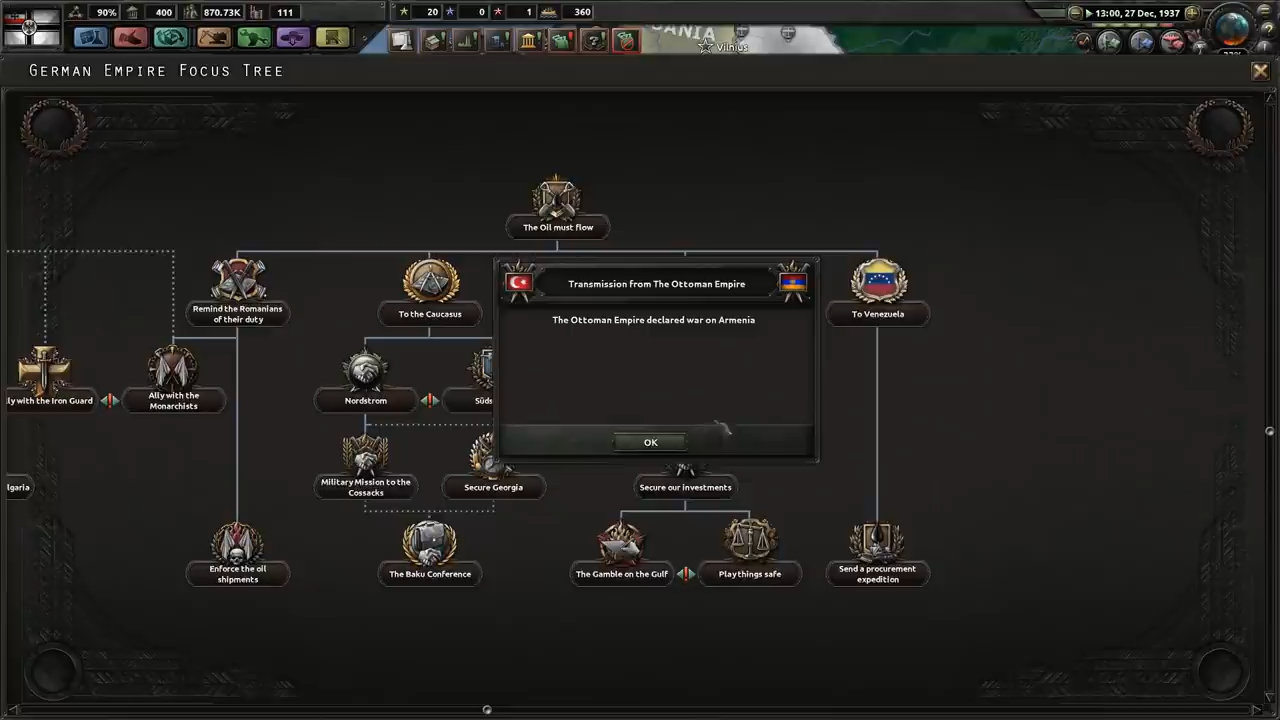 90%
400
870.73K
111
20
0
1
360
13:00, 27 Dec, 1937
Vilnius
GERMAN EMPIRE FOCUS TREE
The Oil must flow
Remind the Romanians
of their duty
To the Caucasus
Transmission from The Ottoman Empire
The Ottoman Empire declared war on Armenia
OK
To Venezuela
ly with the Iron Guard
Ally with the
Monarchists
Nordstrom
Süds
lgaria
Military Mission to the
Cossacks
Secure Georgia
Secure our investments
Enforce the oil
shipments
The Baku Conference
The Gamble on the Gulf
Play things safe
Send a procurement
expedition